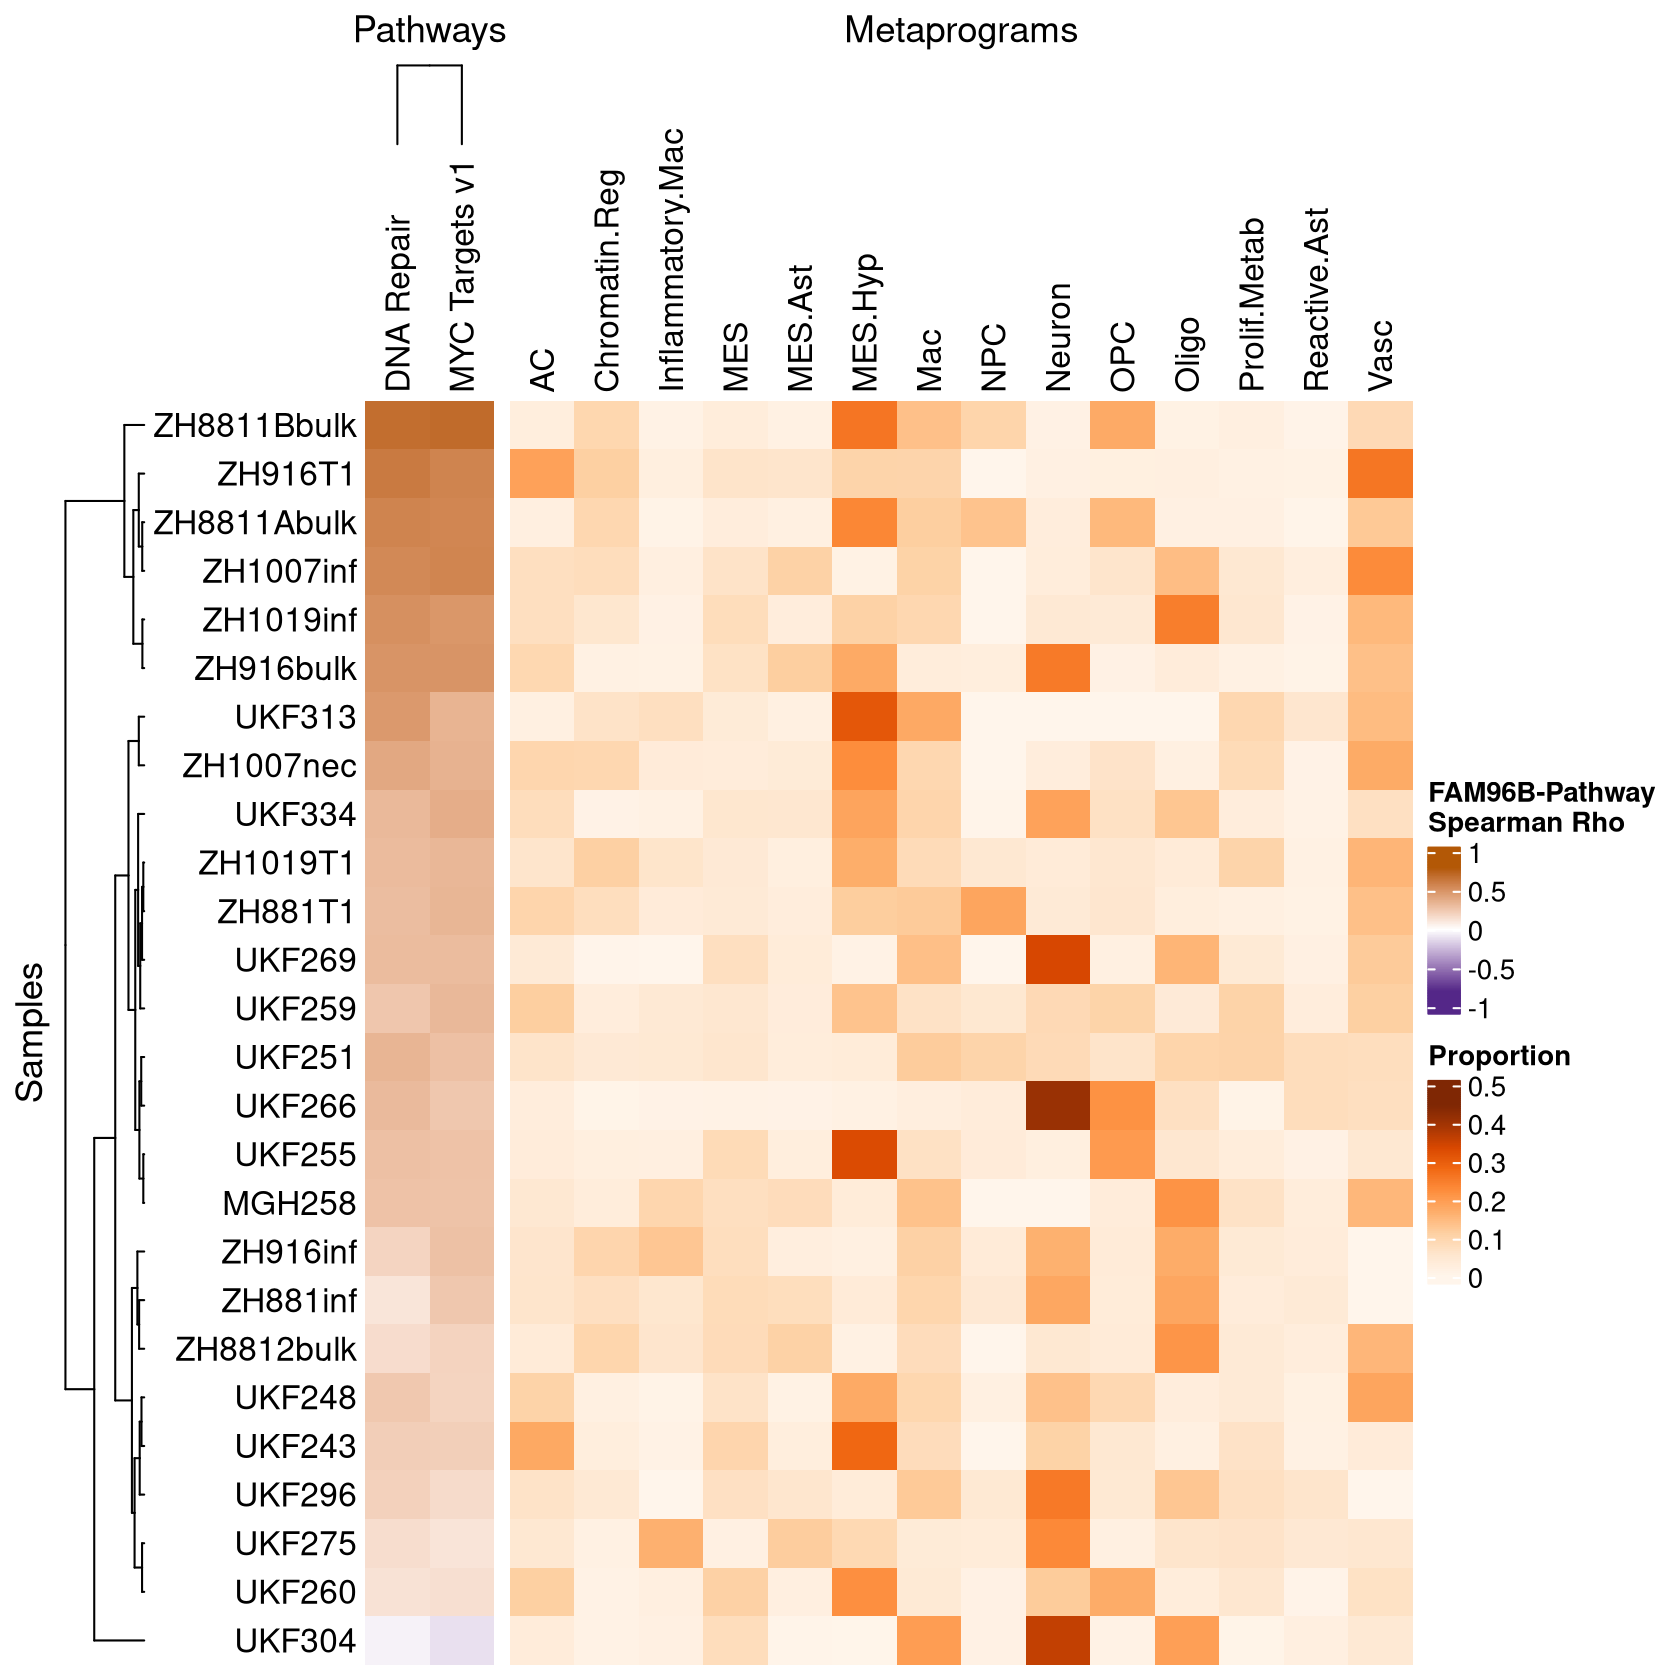 Pathways
Metaprograms
DNA Repair
MYC Targets v1
AC
Chromatin.Reg
Inflammatory.Mac
MES
MES.Ast
MES.Hyp
Mac
NPC
Neuron
OPC
Oligo
Prolif.Metab
Reactive.Ast
Vasc
Samples
ZH8811Bbulk
ZH916T1
ZH8811Abulk
ZH1007inf
ZH1019inf
ZH916bulk
UKF313
ZH1007nec
UKF334
ZH1019T1
ZH881T1
UKF269
UKF259
UKF251
UKF266
UKF255
MGH258
ZH916inf
ZH881inf
ZH8812bulk
UKF248
UKF243
UKF296
UKF275
UKF260
UKF304
FAM96B-Pathway
Spearman Rho
1
0.5
0
-0.5
-1
Proportion
0.5
0.4
0.3
0.2
0.1
0